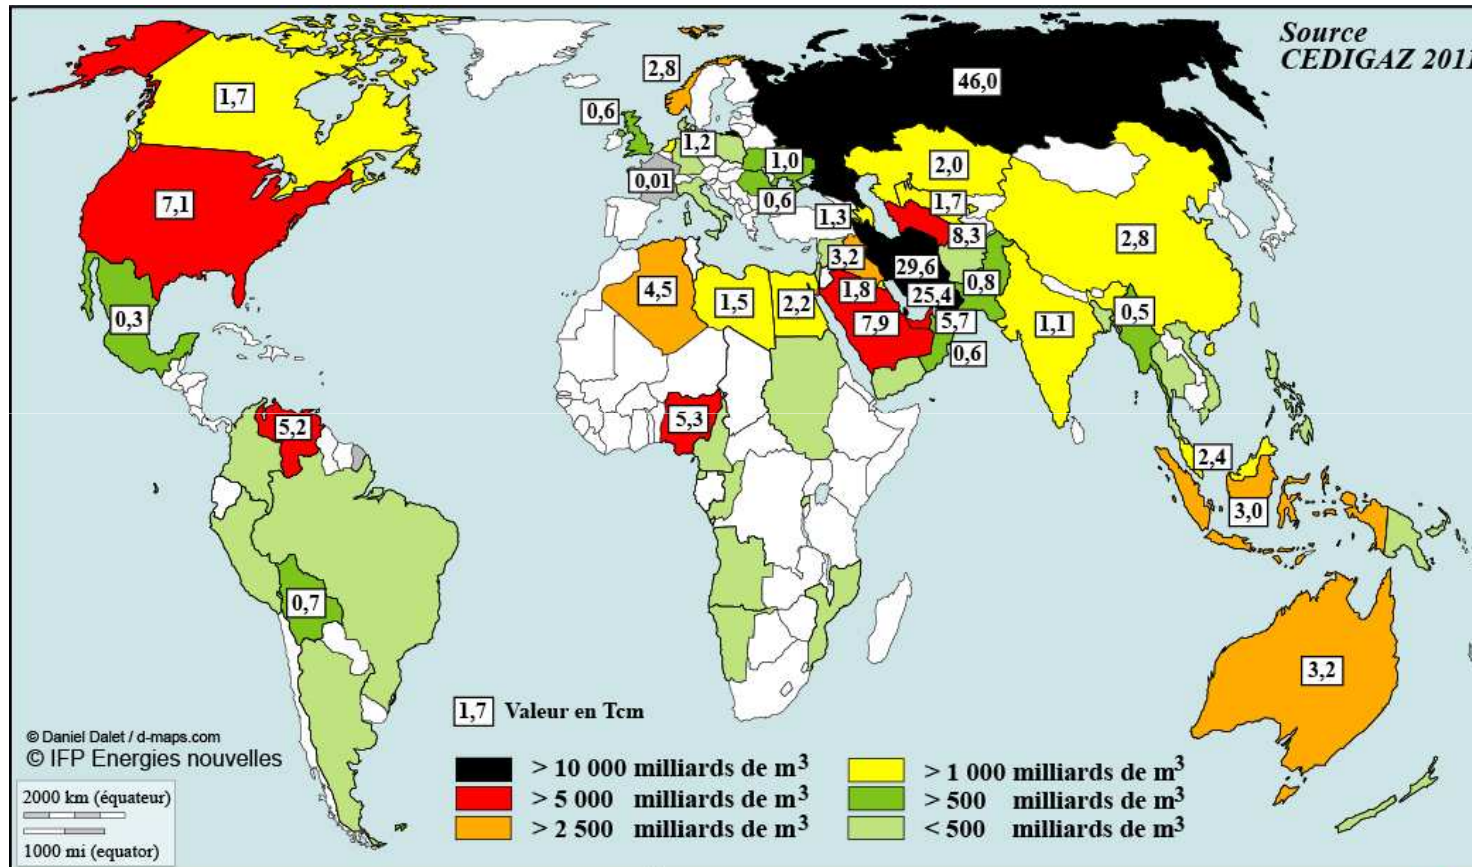 Source
CEDIGAZ 2011
2,8
46,0
1,7
0,6
1,2
1,0
2,0
0,01
0,6
1,7
7,1
1,3
8,3
2,8
3,2
29,6
4,5
1,5
2,2
1,8
25,4
0,8
0,3
7,9
5,7
1,1
0,5
0,6
5,2
5,3
2,4
3,0
0,7
3,2
1,7 Valeur en Tcm
© Daniel Dalet / d-maps.com
© IFP Energies nouvelles
2000 km (équateur)
1000 mi (equator)
> 10 000 milliards de m³
> 5 000 milliards de m³
> 2 500 milliards de m³
> 1 000 milliards de m³
> 500 milliards de m³
< 500 milliards de m³